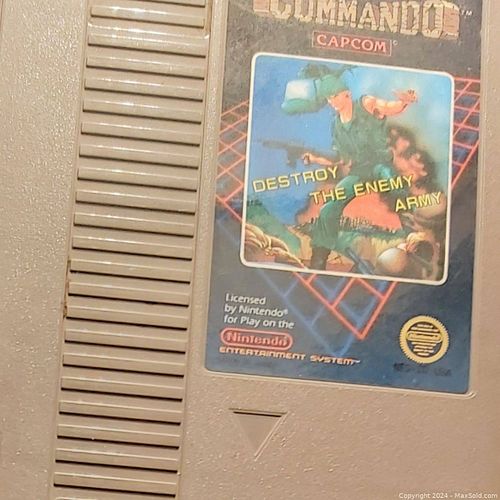 COMMANDO™
CAPCOM©
DESTROY
THE ENEMY
ARMY
Licensed
by Nintendo®
for Play on the
Nintendo®
ENTERTAINMENT SYSTEM™
Copyright 2024 - MaxSold.com